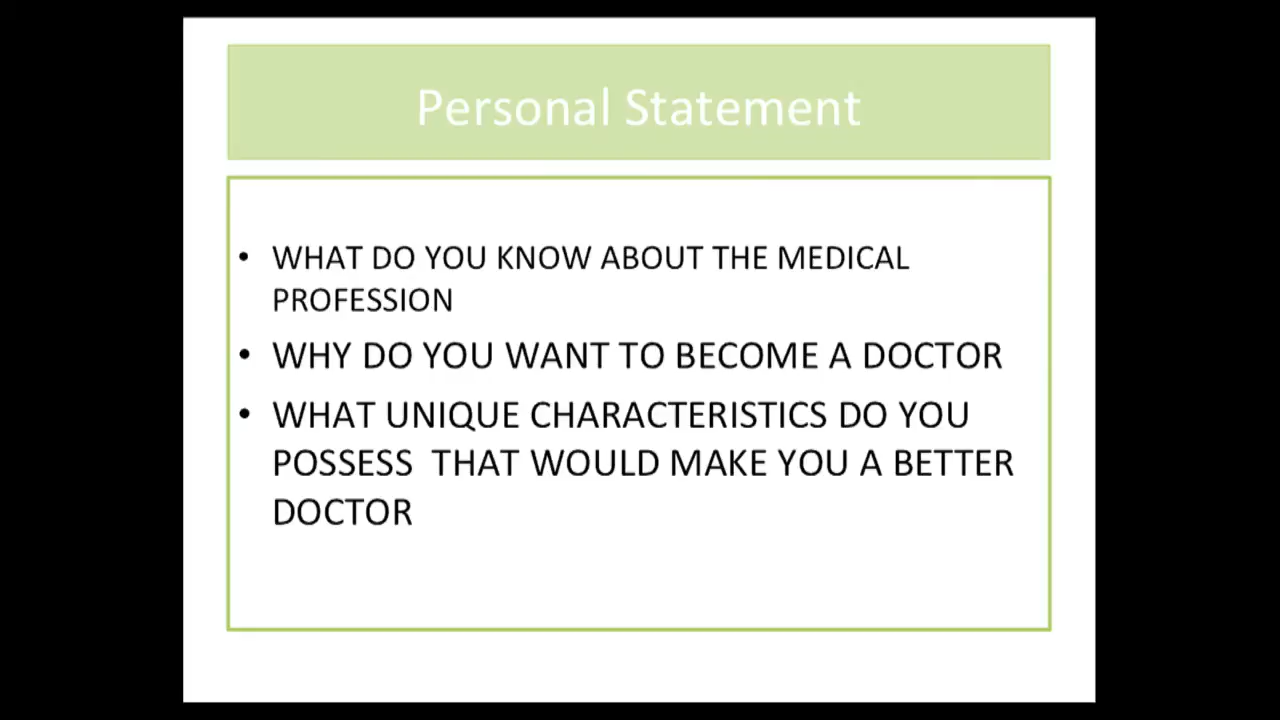 Personal Statement
• WHAT DO YOU KNOW ABOUT THE MEDICAL
PROFESSION
• WHY DO YOU WANT TO BECOME A DOCTOR
• WHAT UNIQUE CHARACTERISTICS DO YOU
POSSESS  THAT WOULD MAKE YOU A BETTER
DOCTOR